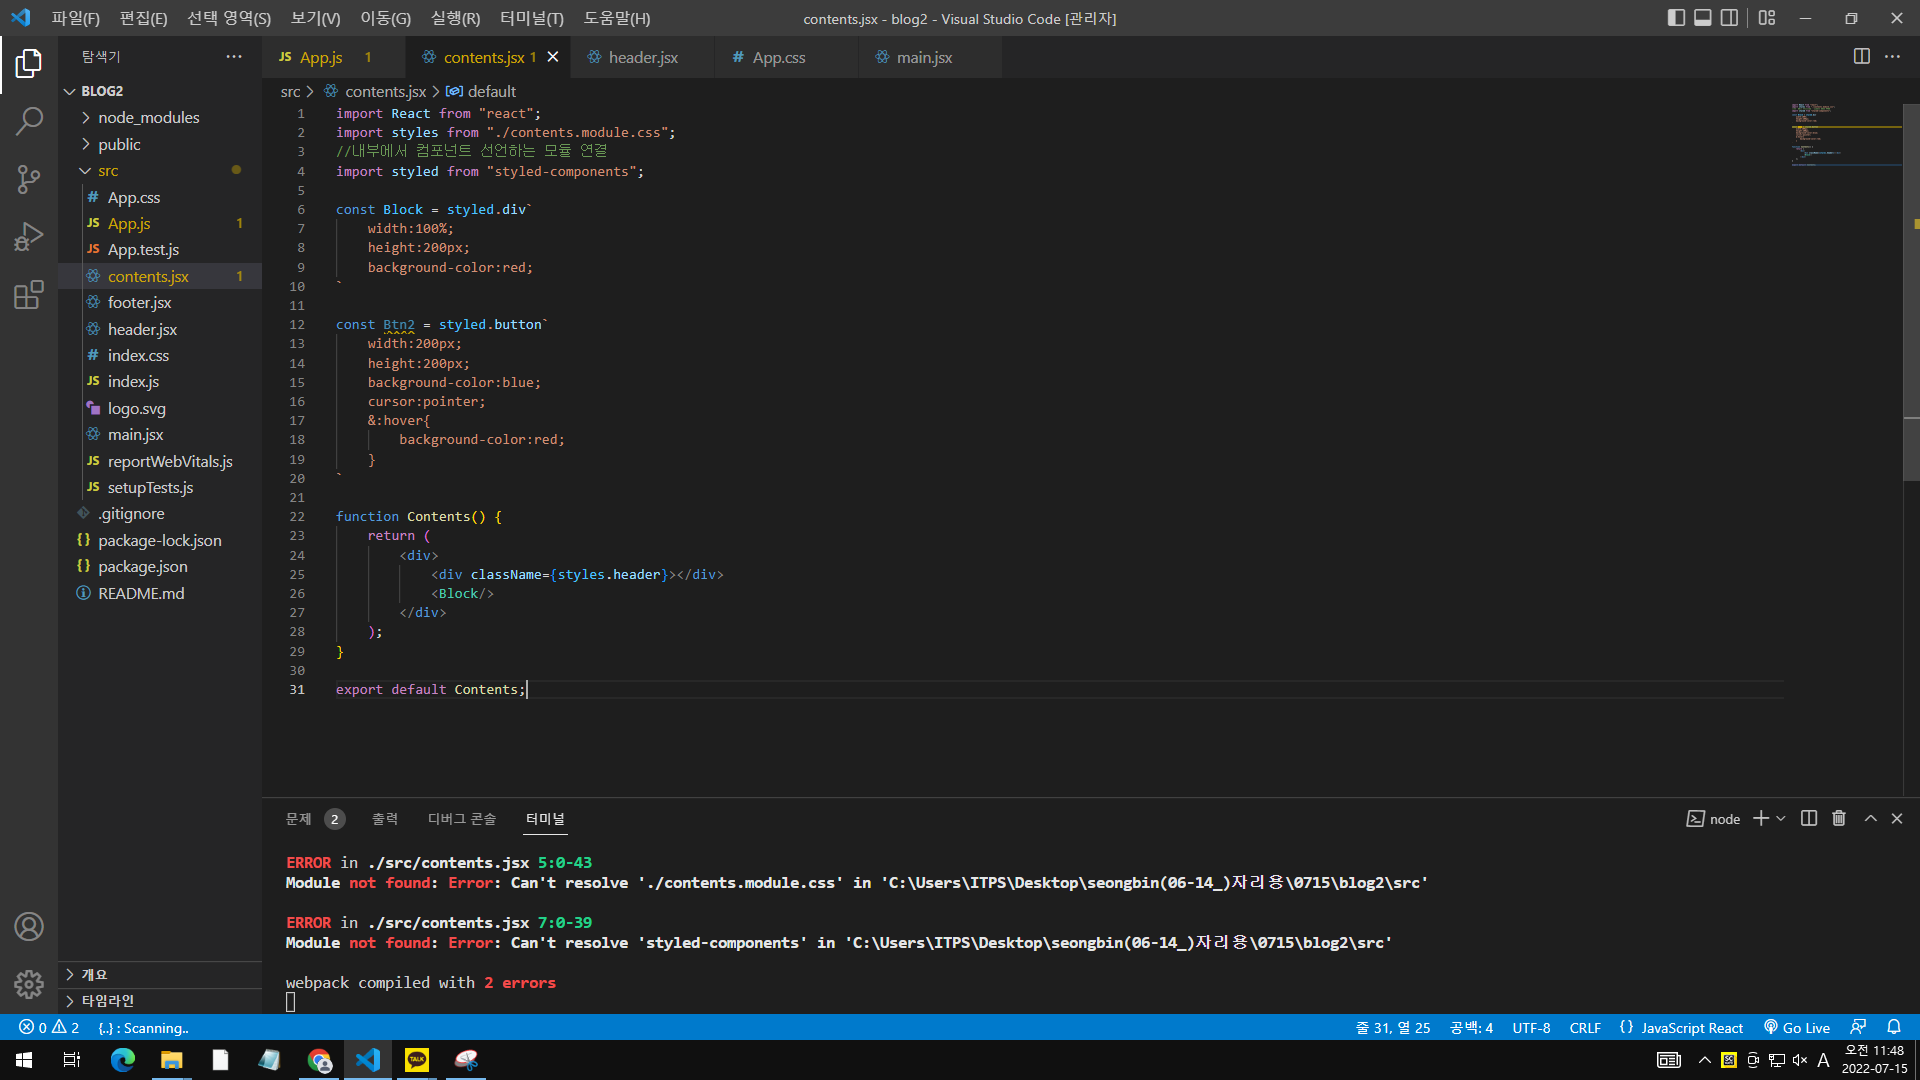 파일(F) 편집(E) 선택 영역(S) 보기(V) 이동(G) 실행(R) 터미널(T) 도움말(H)
contents.jsx - blog2 - Visual Studio Code [관리자]
탐색기
BLOG2
node_modules
public
src
# App.css
JS App.js 1
JS App.test.js
contents.jsx 1
footer.jsx
header.jsx
# index.css
JS index.js
logo.svg
main.jsx
JS reportWebVitals.js
JS setupTests.js
.gitignore
{} package-lock.json
{} package.json
README.md
개요
타임라인
JS App.js 1
contents.jsx 1
header.jsx
# App.css
main.jsx
src > contents.jsx > default
1 import React from "react";
2 import styles from "./contents.module.css";
3 //내부에서 컴포넌트 선언하는 모듈 연결
4 import styled from "styled-components";
5
6 const Block = styled.div`
7 width:100%;
8 height:200px;
9 background-color:red;
10 `
11
12 const Btn2 = styled.button`
13 width:200px;
14 height:200px;
15 background-color:blue;
16 cursor:pointer;
17 &:hover{
18 background-color:red;
19 }
20 `
21
22 function Contents() {
23 return (
24 <div>
25 <div className={styles.header}></div>
26 <Block/>
27 </div>
28 );
29 }
30
31 export default Contents;
문제 2 출력 디버그 콘솔 터미널
node
ERROR in ./src/contents.jsx 5:0-43
Module not found: Error: Can't resolve './contents.module.css' in 'C:\Users\ITPS\Desktop\seongbin(06-14_)자리용\0715\blog2\src'
ERROR in ./src/contents.jsx 7:0-39
Module not found: Error: Can't resolve 'styled-components' in 'C:\Users\ITPS\Desktop\seongbin(06-14_)자리용\0715\blog2\src'
webpack compiled with 2 errors
0 2 {..} : Scanning..
줄 31, 열 25 공백: 4 UTF-8 CRLF {} JavaScript React Go Live
TALK
A
오전 11:48
2022-07-15